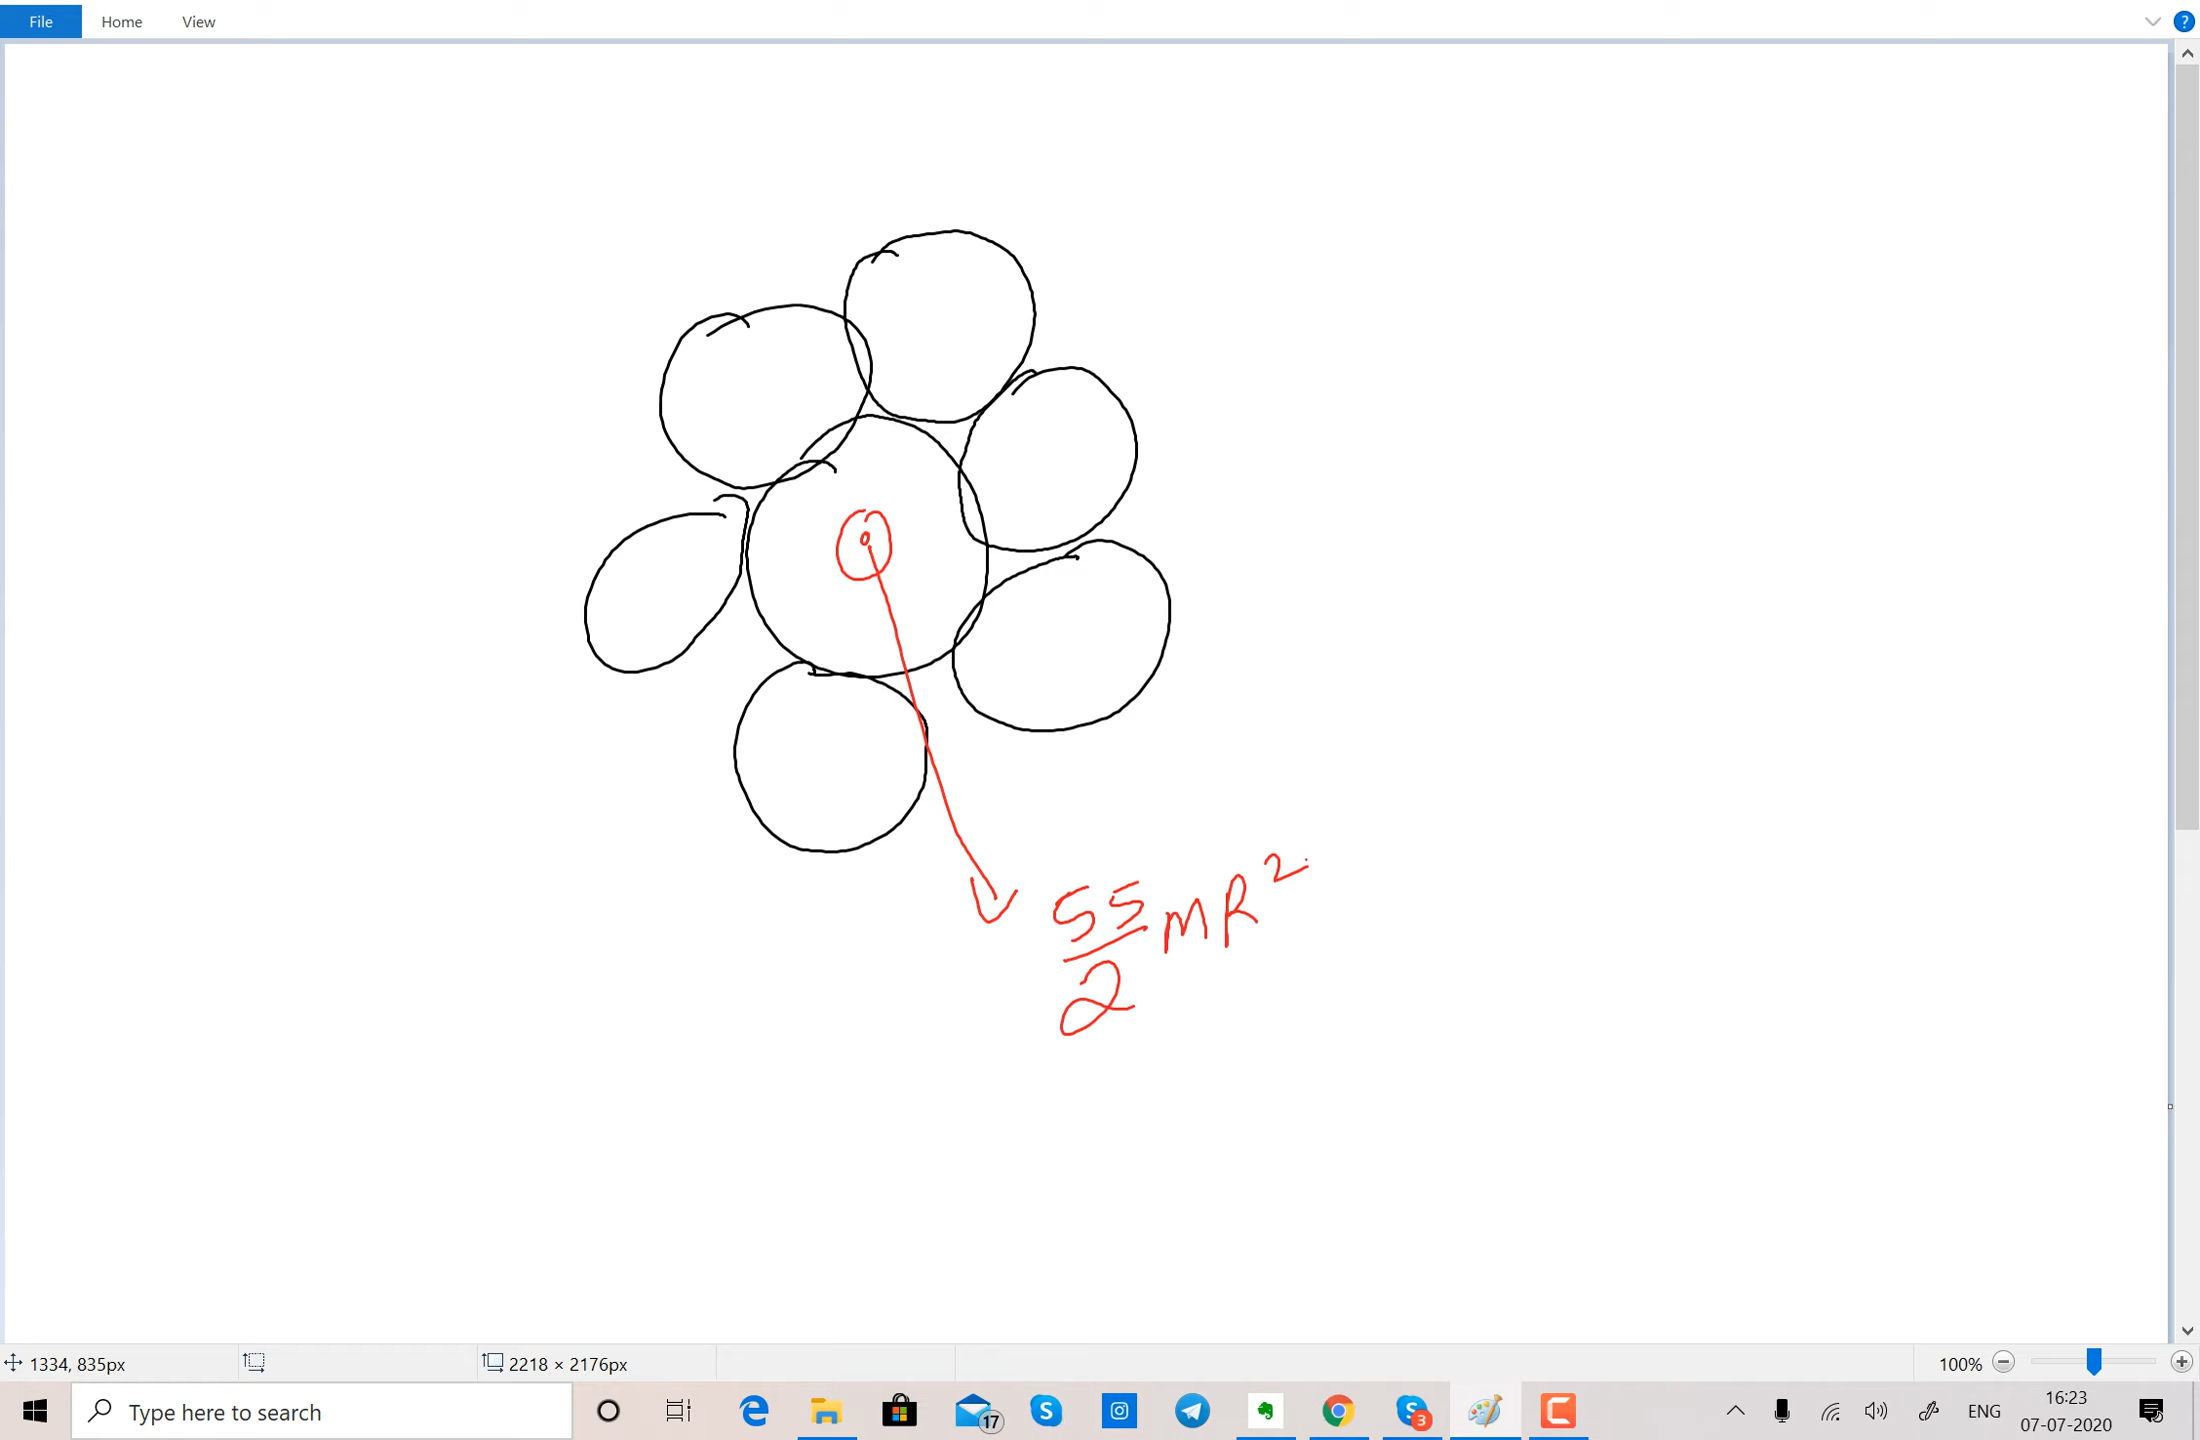 File Home View
55
2
mR²
1334, 835px 2218 × 2176px 100%
Type here to search 17 3 ENG 16:23
07-07-2020